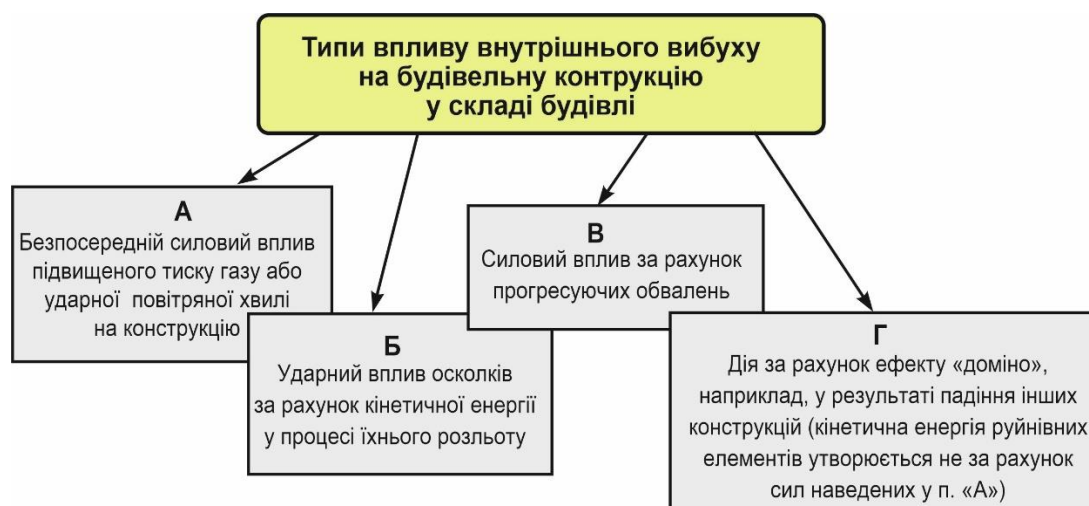 Типи впливу внутрішнього вибуху
на будівельну контрукцію
у складі будівлі
А
Безпосередній силовий вплив
підвищеного тиску газу або
ударної повітряної хвилі
на конструкцію
Б
Ударний вплив осколків
за рахунок кінетичної енергії
у процесі їхнього розльоту
В
Силовий вплив за рахунок
прогресуючих обвалень
Г
Дія за рахунок ефекту «доміно»,
наприклад, у результаті падіння інших
конструкцій (кінетична енергія руйнівних
елементів утворюється не за рахунок
сил наведених у п. «А»)